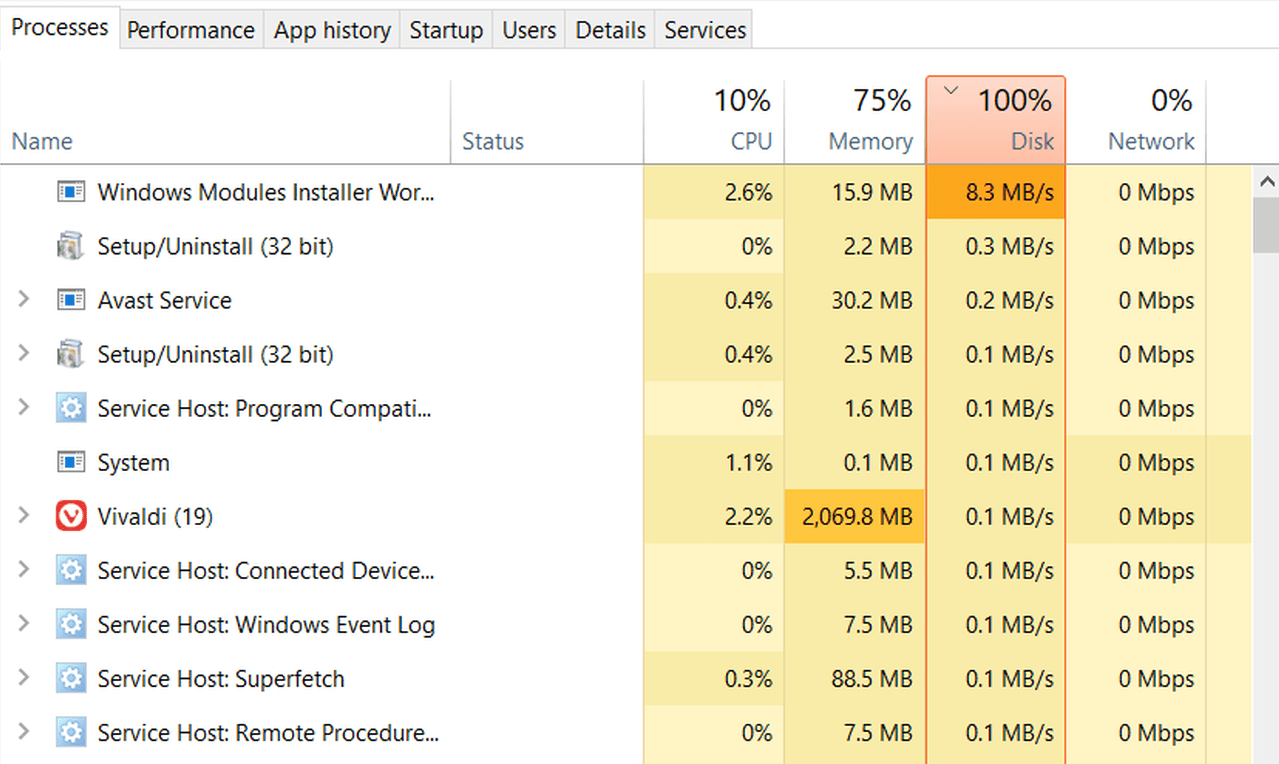 Processes Performance App history Startup Users Details Services
10% 75% 100% 0%
Name Status CPU Memory Disk Network
Windows Modules Installer Wor... 2.6% 15.9 MB 8.3 MB/s 0 Mbps
Setup/Uninstall (32 bit) 0% 2.2 MB 0.3 MB/s 0 Mbps
Avast Service 0.4% 30.2 MB 0.2 MB/s 0 Mbps
Setup/Uninstall (32 bit) 0.4% 2.5 MB 0.1 MB/s 0 Mbps
Service Host: Program Compati... 0% 1.6 MB 0.1 MB/s 0 Mbps
System 1.1% 0.1 MB 0.1 MB/s 0 Mbps
Vivaldi (19) 2.2% 2,069.8 MB 0.1 MB/s 0 Mbps
Service Host: Connected Device... 0% 5.5 MB 0.1 MB/s 0 Mbps
Service Host: Windows Event Log 0% 7.5 MB 0.1 MB/s 0 Mbps
Service Host: Superfetch 0.3% 88.5 MB 0.1 MB/s 0 Mbps
Service Host: Remote Procedure... 0% 7.5 MB 0.1 MB/s 0 Mbps